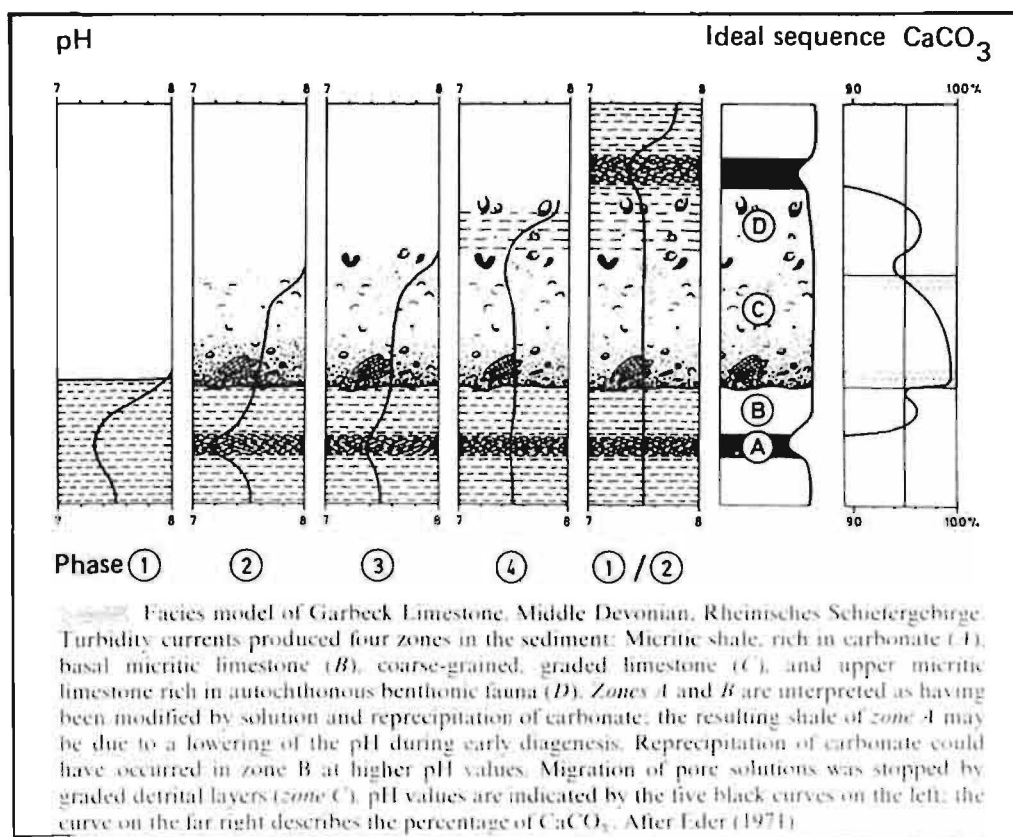 pH
Ideal sequence CaCO3
7 8 7 8 7 8 7 8 7 8 90 100%
D
C
B
A
7 8 7 8 7 8 7 8 7 8 90 100%
Phase 1 2 3 4 1 / 2
Facies model of Garbeck Limestone, Middle Devonian, Rheinisches Schiefergebirge.
Turbidity currents produced four zones in the sediment: Micritic shale, rich in carbonate (A),
basal micritic limestone (B), coarse-grained, graded limestone (C), and upper micritic
limestone rich in autochthonous benthonic fauna (D). Zones A and B are interpreted as having
been modified by solution and reprecipitation of carbonate; the resulting shale of zone A may
be due to a lowering of the pH during early diagenesis. Reprecipitation of carbonate could
have occurred in zone B at higher pH values. Migration of pore solutions was stopped by
graded detrital layers (zone C). pH values are indicated by the five black curves on the left; the
curve on the far right describes the percentage of CaCO3. After Eder (1971)